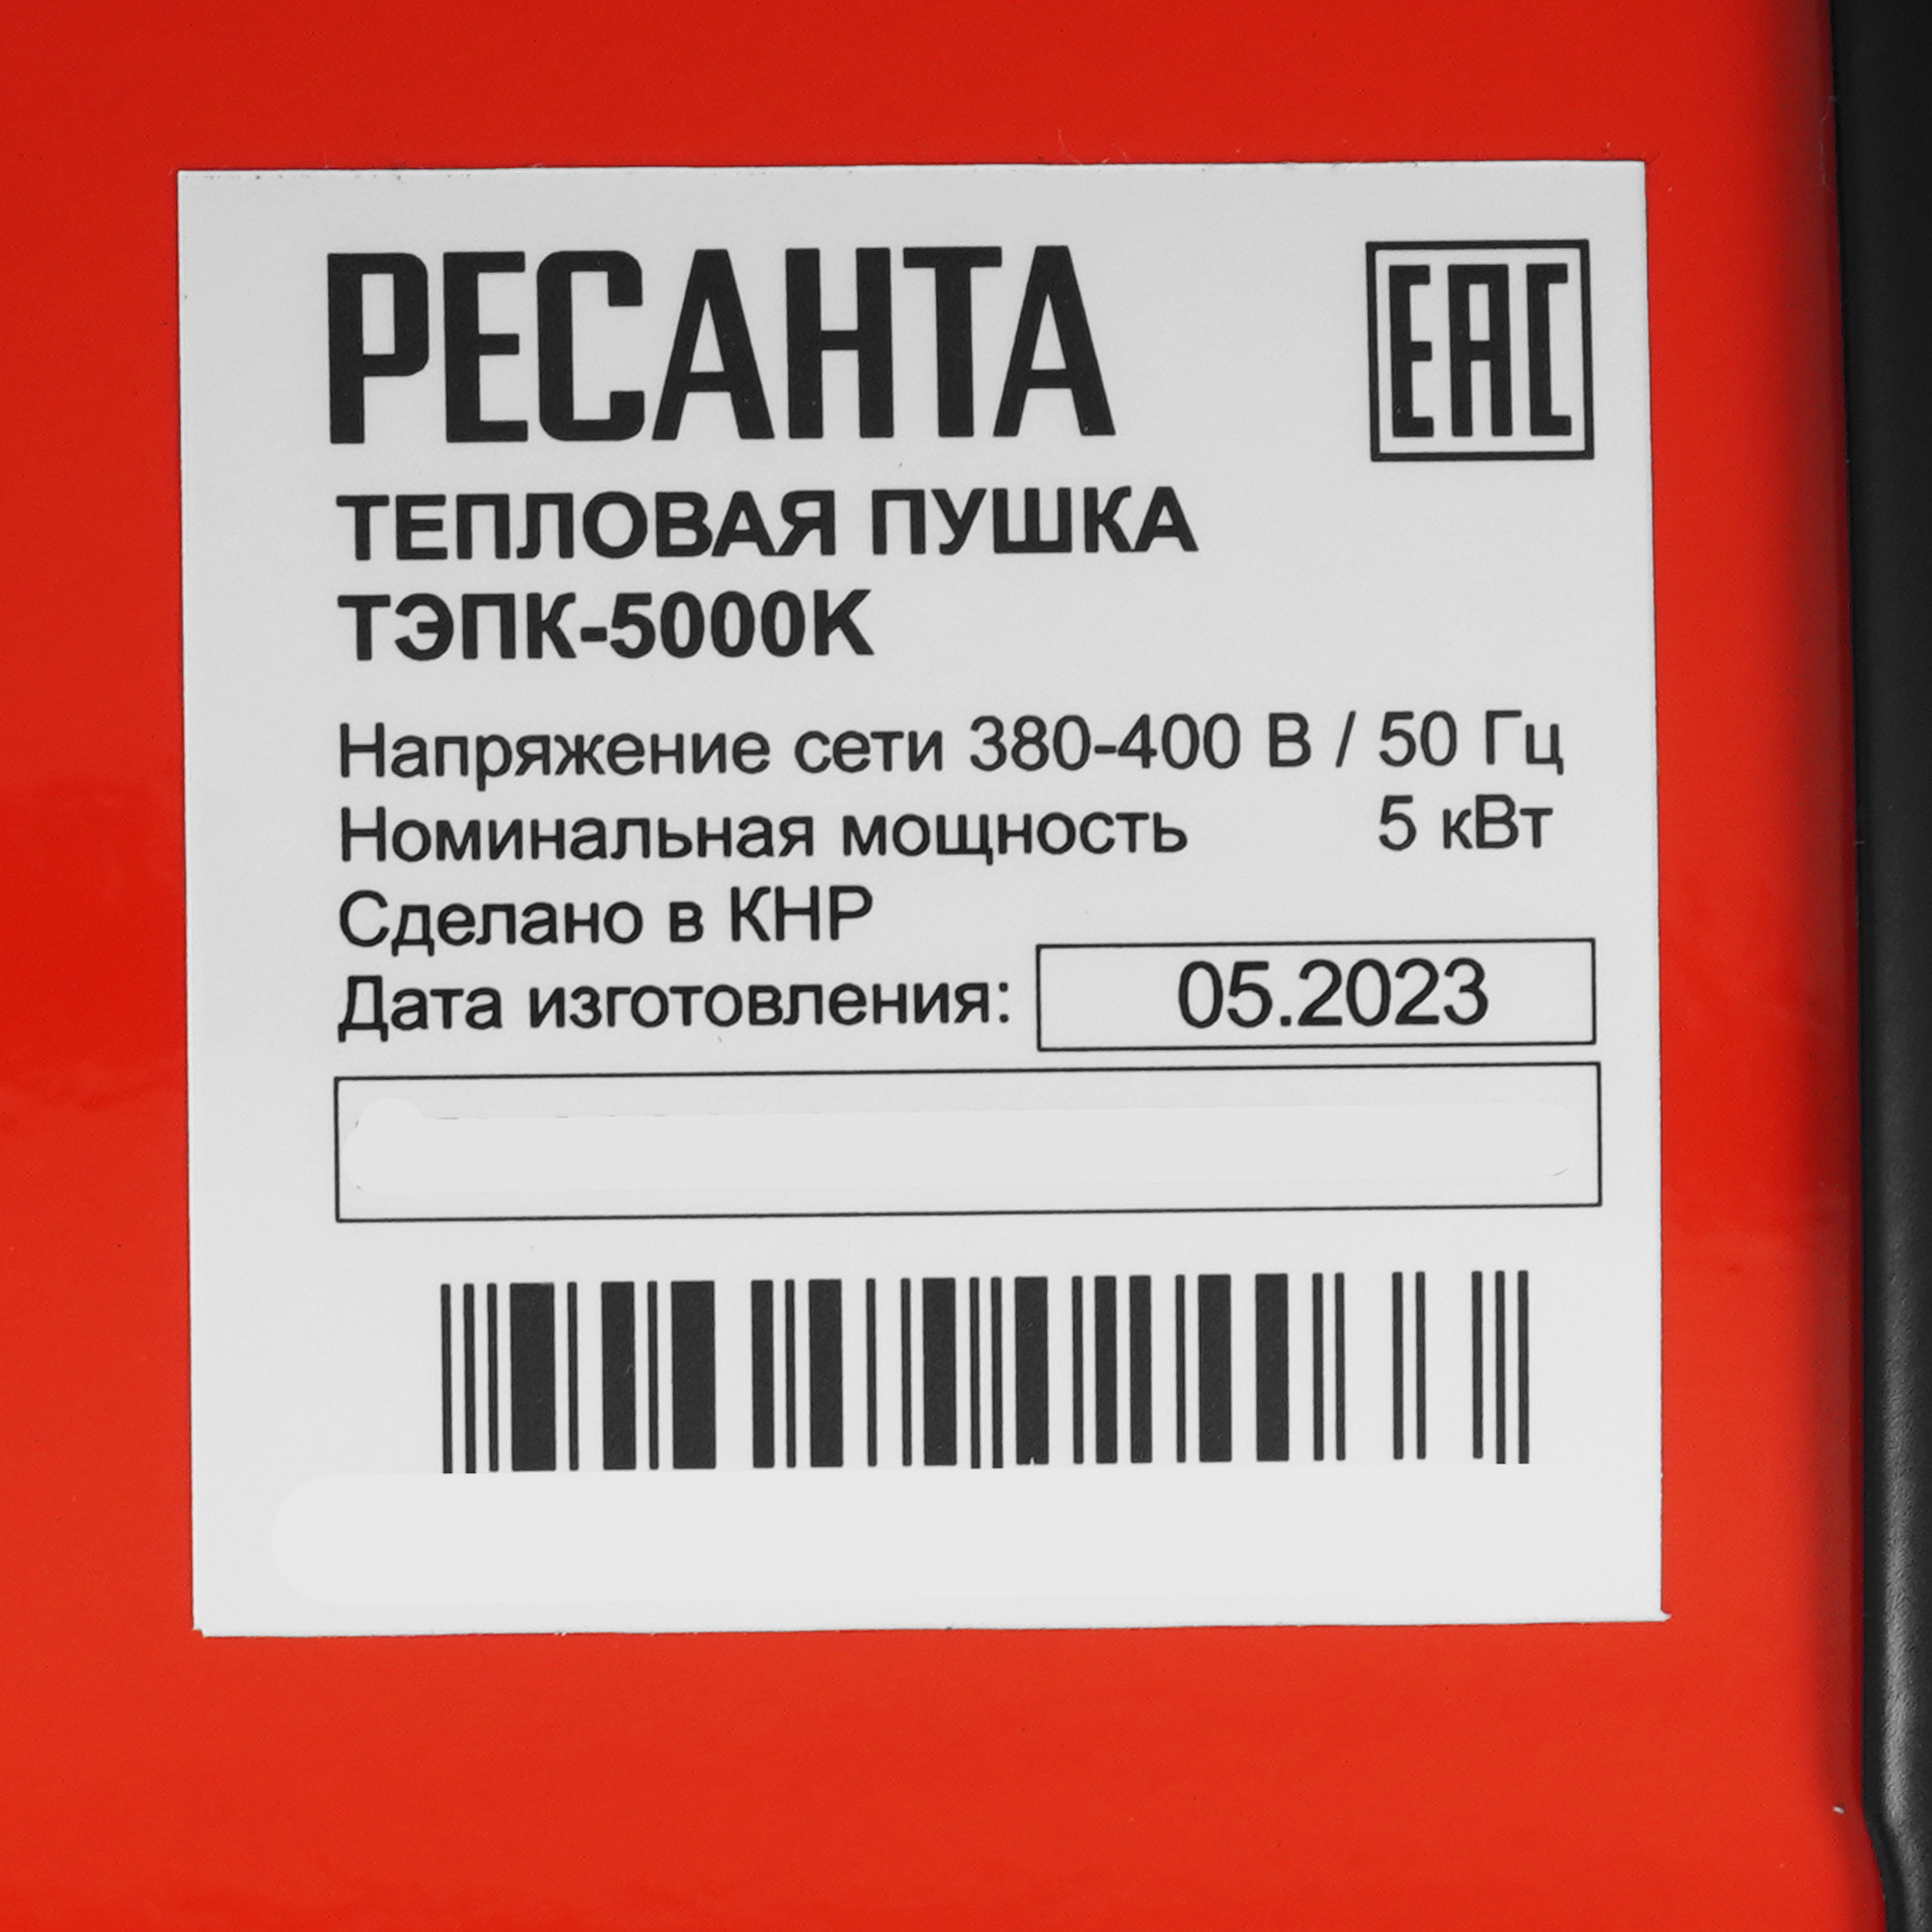 РЕСАНТА
ЕАС
ТЕПЛОВАЯ ПУШКА
ТЭПК-5000К
Напряжение сети 380-400 В / 50 Гц
Номинальная мощность 5 кВт
Сделано в КНР
Дата изготовления: 05.2023